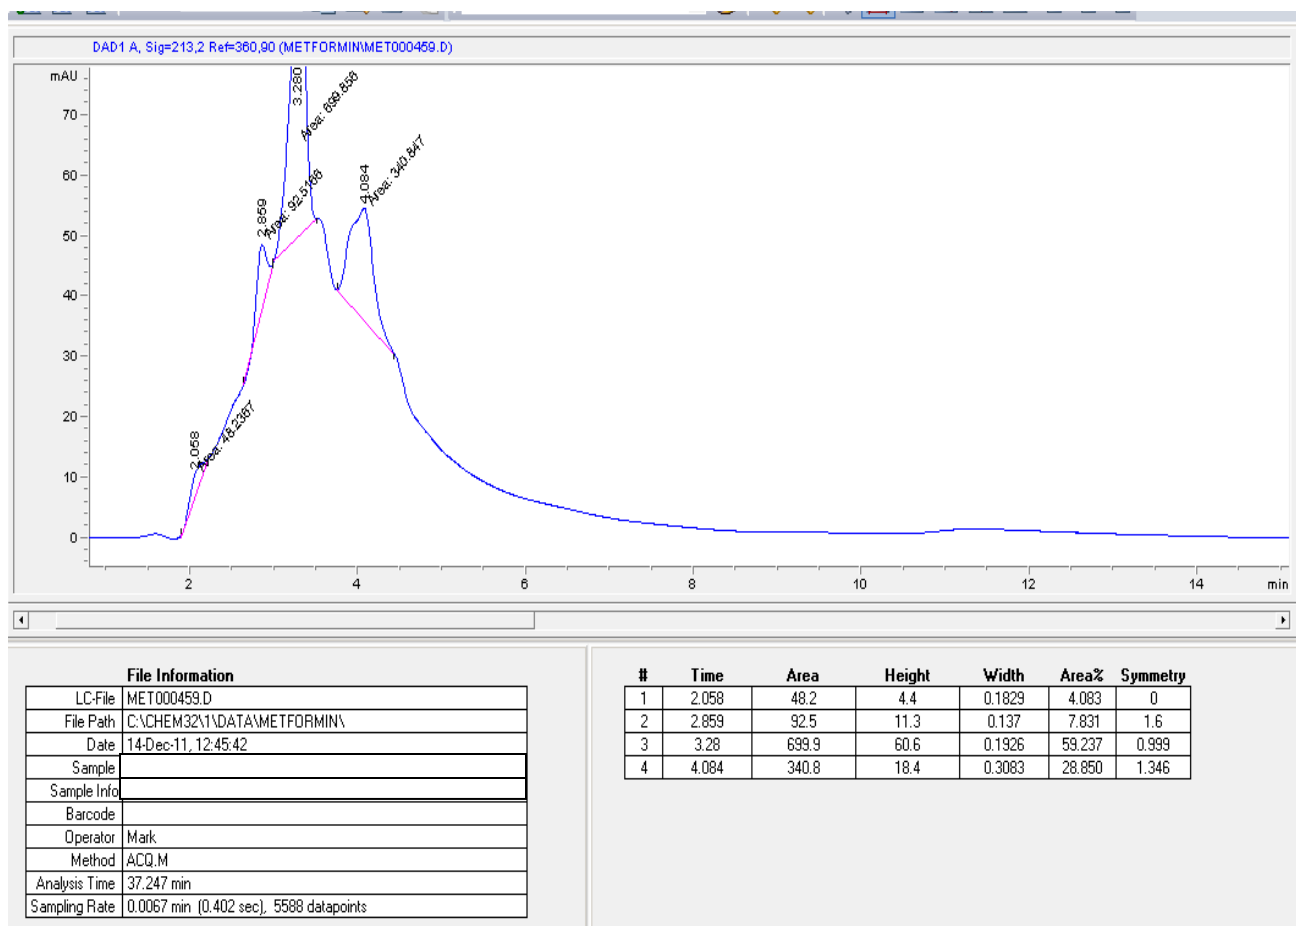 DAD1 A, Sig=213,2 Ref=360,90 (METFORMIN\MET000459.D)
mAU
70
60
50
40
30
20
10
0
2.058
Area: 48.2367
2.859
Area: 92.5166
3.280
Area: 699.856
4.084
Area: 340.847
2 4 6 8 10 12 14 min
File Information
LC-File MET000459.D
File Path C:\CHEM32\1\DATA\METFORMIN\
Date 14-Dec-11, 12:45:42
Sample
Sample Info
Barcode
Operator Mark
Method ACQ.M
Analysis Time 37.247 min
Sampling Rate 0.0067 min (0.402 sec), 5588 datapoints
# Time Area Height Width Area% Symmetry
1 2.058 48.2 4.4 0.1829 4.083 0
2 2.859 92.5 11.3 0.137 7.831 1.6
3 3.28 699.9 60.6 0.1926 59.237 0.999
4 4.084 340.8 18.4 0.3083 28.850 1.346